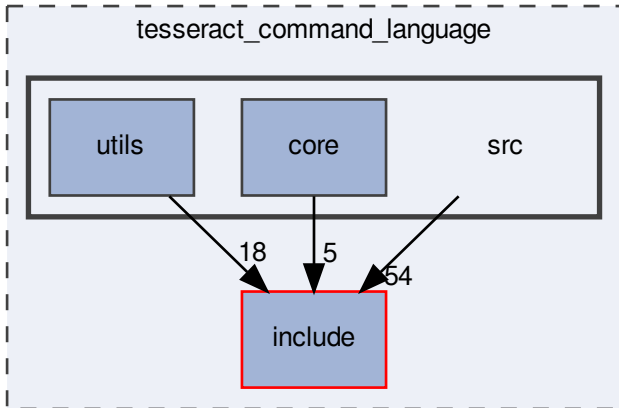 tesseract_command_language
utils
core
src
18
5
54
include